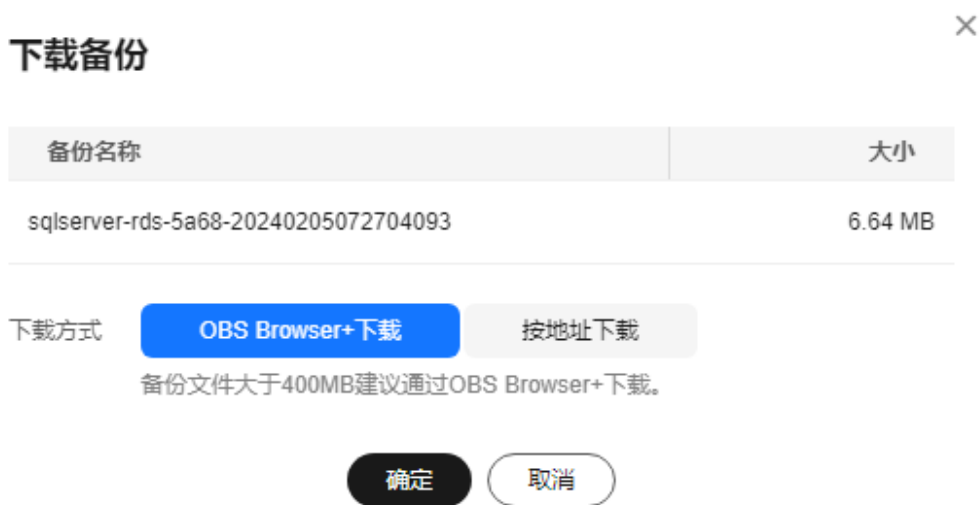 下载备份
备份名称 大小
sqlserver-rds-5a68-20240205072704093 6.64 MB
下载方式 OBS Browser+下载 按地址下载
备份文件大于400MB建议通过OBS Browser+下载。
确定 取消